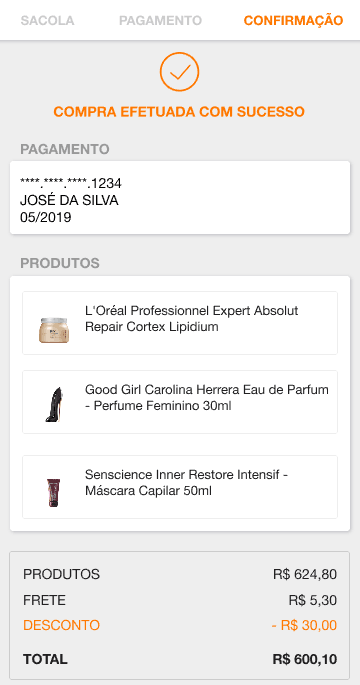 SACOLA PAGAMENTO CONFIRMAÇÃO
COMPRA EFETUADA COM SUCESSO
PAGAMENTO
****.****.****.1234
JOSÉ DA SILVA
05/2019
PRODUTOS
L'Oréal Professionnel Expert Absolut
Repair Cortex Lipidium
Good Girl Carolina Herrera Eau de Parfum
- Perfume Feminino 30ml
Senscience Inner Restore Intensif -
Máscara Capilar 50ml
PRODUTOS R$ 624,80
FRETE R$ 5,30
DESCONTO - R$ 30,00
TOTAL R$ 600,10